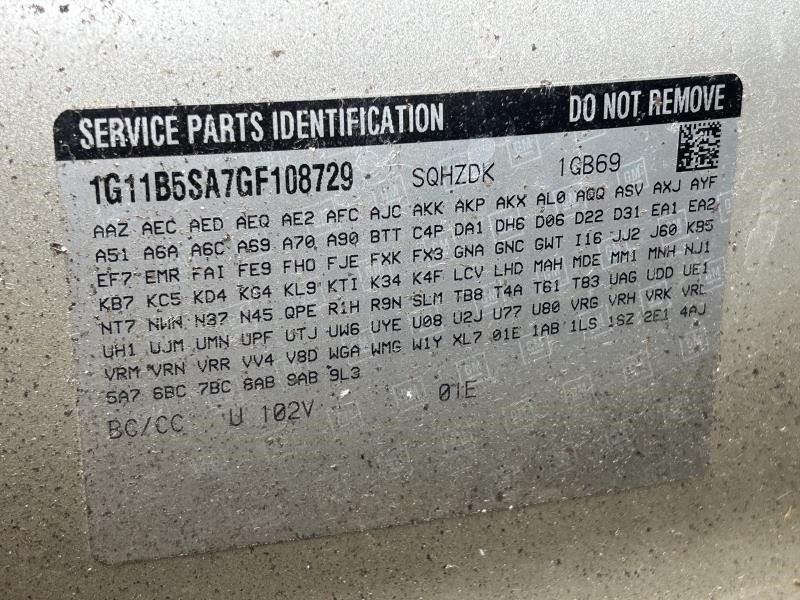 SERVICE PARTS IDENTIFICATION DO NOT REMOVE
1G11B5SA7GF108729 SQHZDK 1GB69
AAZ AEC AED AEQ AE2 AFC AJC AKK AKP AKX AL0 AQQ ASV AXJ AYF
A51 A6A A6C A69 A70 A90 BTT C4P DA1 DH6 D06 D22 D31 EA1 EA2
EF7 EMR FAI FE9 FHO FJE FXK FX3 GNA GNC GWT I16 JJ2 J60 K95
KB7 KC5 KD4 KG4 KL9 KTI K34 K4F LCV LHD MAH MDE MM1 MNH NJ1
NT7 NWN N37 N45 QPE R1H R9N SLM TB8 T4A T61 T83 UAG UDD UE1
UH1 UJM UMN UPF UTJ UW6 UYE U08 U2J U77 U80 VRG VRH VRK VRL
VRM VRN VRR VV4 V8D WGA WMG W1Y XL7 01E 1AB 1LS 1SZ 2E1 4AJ
5A7 6BC 7BC 8AB 9AB 9L3
BC/CC U 102V 01E